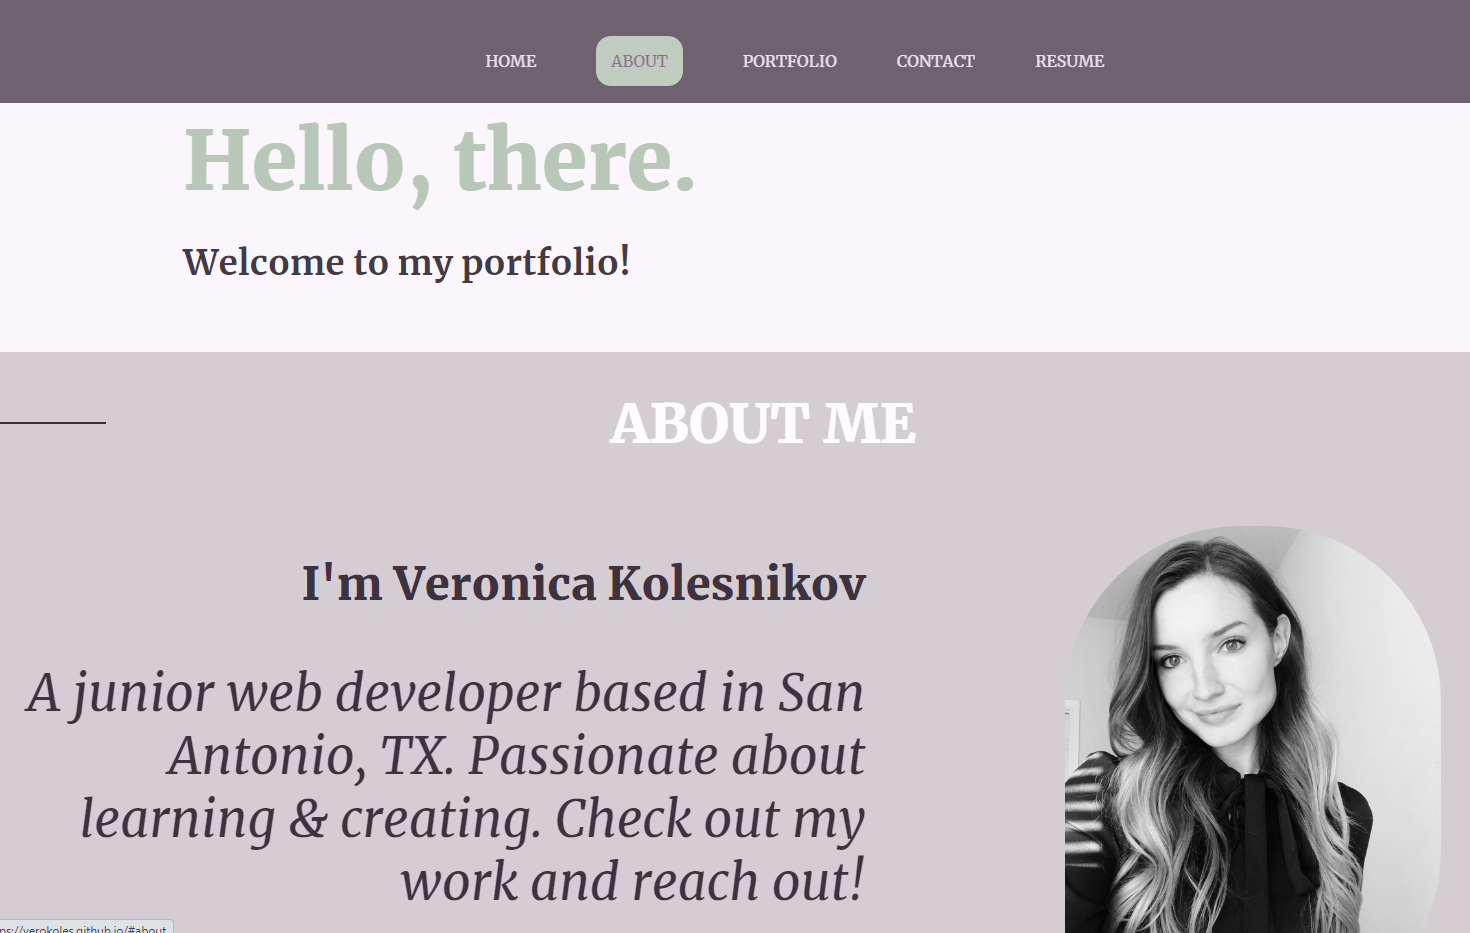 HOME ABOUT PORTFOLIO CONTACT RESUME
Hello, there.
Welcome to my portfolio!
ABOUT ME
I'm Veronica Kolesnikov
A junior web developer based in San
Antonio, TX. Passionate about
learning & creating. Check out my
work and reach out!
ps://verokoles.github.io/#about